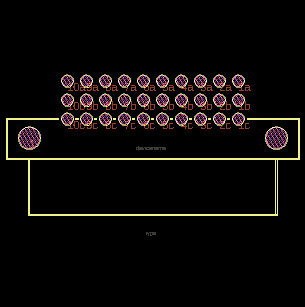 10a 9a 8a 7a 6a 5a 4a 3a 2a 1a
10b 9b 8b 7b 6b 5b 4b 3b 2b 1b
10c 9c 8c 7c 6c 5c 4c 3c 2c 1c
devicename
type